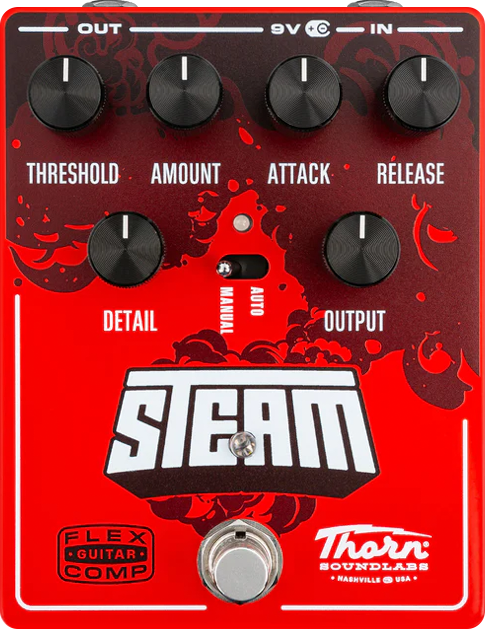 OUT 9V IN
THRESHOLD AMOUNT ATTACK RELEASE
AUTO
MANUAL
DETAIL OUTPUT
STEAM
FLEX
GUITAR
COMP
Thorn
SOUNDLABS
• NASHVILLE USA •